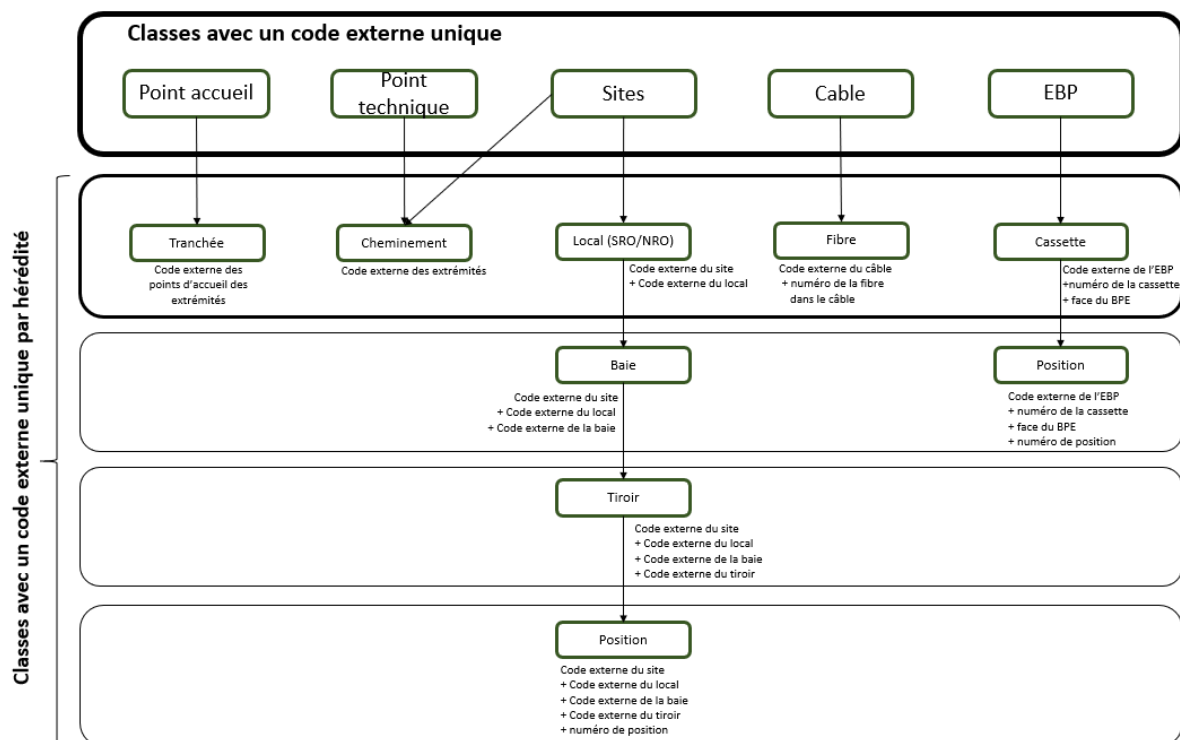 Classes avec un code externe unique
Point accueil
Point
technique
Sites
Cable
EBP
Classes avec un code externe unique par hérédité
Tranchée
Code externe des
points d'accueil des
extrémités
Cheminement
Code externe des extrémités
Local (SRO/NRO)
Code externe du site
+ Code externe du local
Fibre
Code externe du câble
+ numéro de la fibre
dans le câble
Cassette
Code externe de l'EBP
+numéro de la cassette
+ face du BPE
Baie
Code externe du site
+ Code externe du local
+ Code externe de la baie
Position
Code externe de l'EBP
+ numéro de la cassette
+ face du BPE
+ numéro de position
Tiroir
Code externe du site
+ Code externe du local
+ Code externe de la baie
+ Code externe du tiroir
Position
Code externe du site
+ Code externe du local
+ Code externe de la baie
+ Code externe du tiroir
+ numéro de position